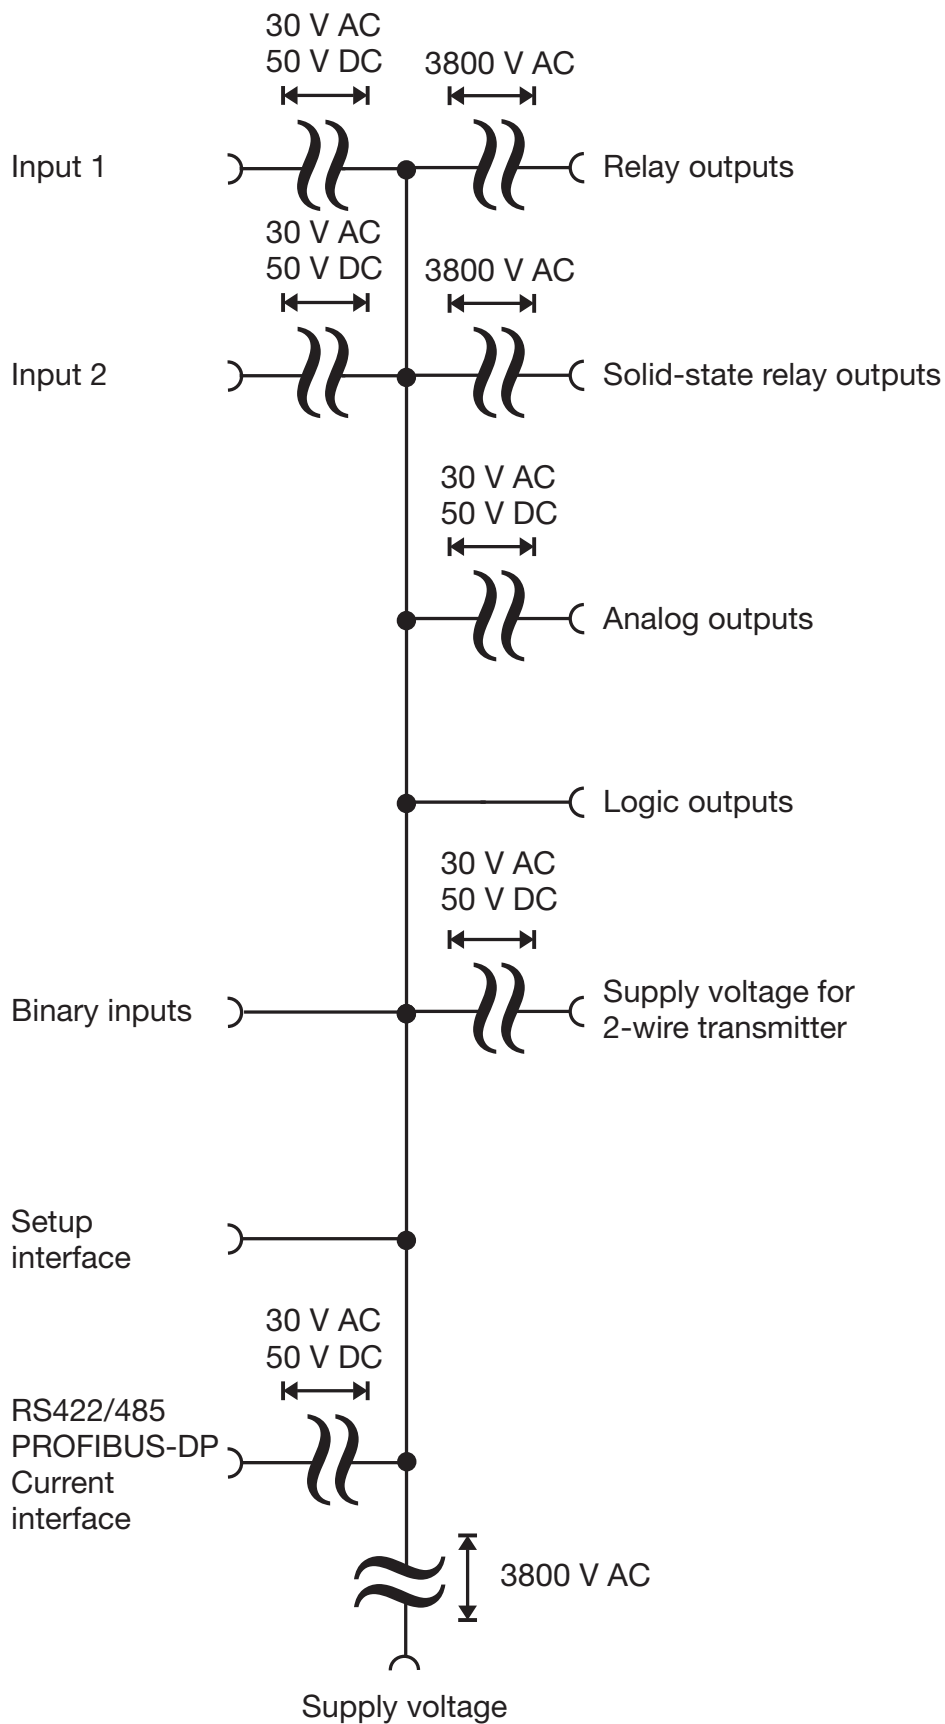 30 V AC
50 V DC
3800 V AC
Input 1
Relay outputs
30 V AC
50 V DC
3800 V AC
Input 2
Solid-state relay outputs
30 V AC
50 V DC
Analog outputs
Logic outputs
30 V AC
50 V DC
Binary inputs
Supply voltage for
2-wire transmitter
Setup
interface
30 V AC
50 V DC
RS422/485
PROFIBUS-DP
Current
interface
3800 V AC
Supply voltage